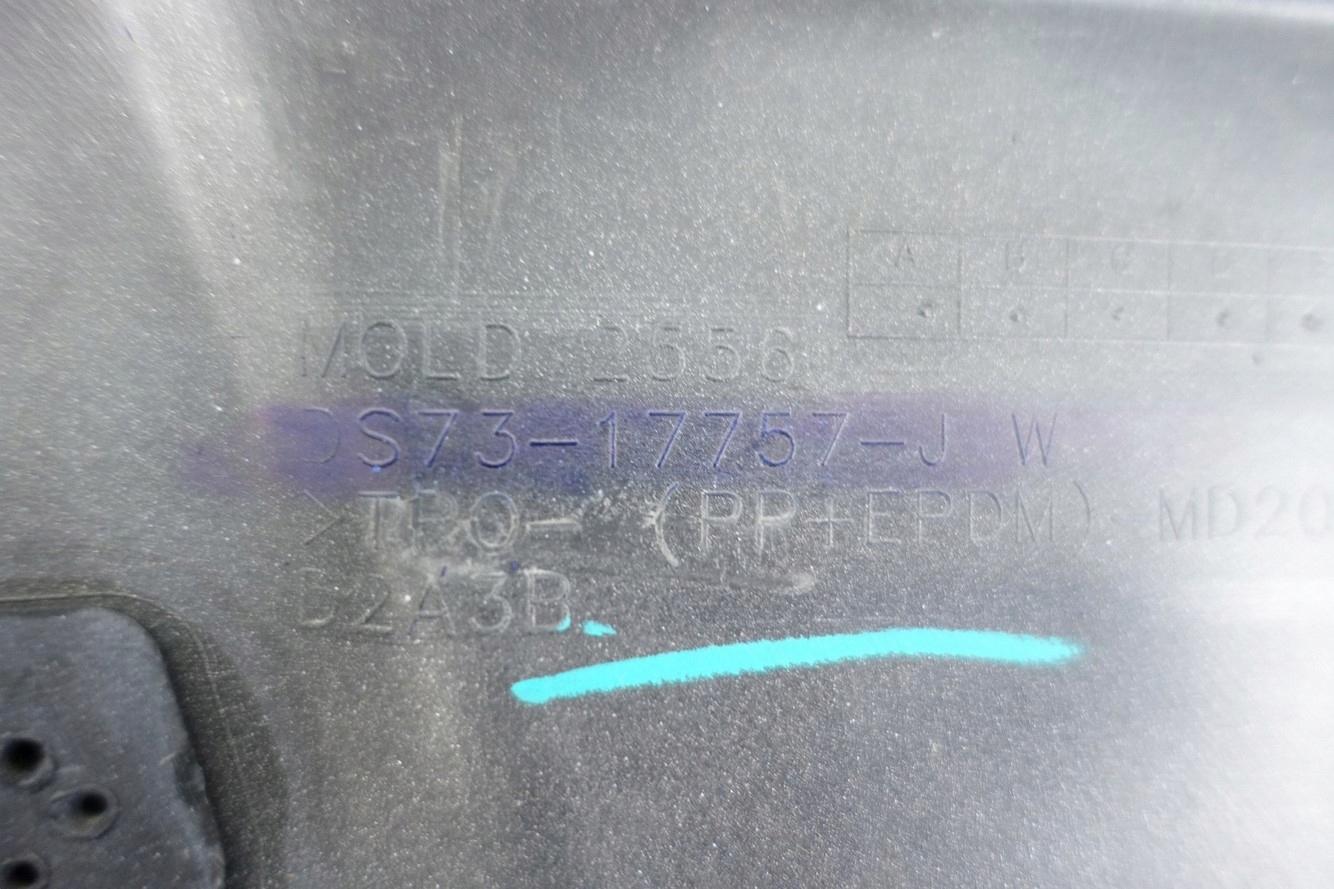 A B C D E
MOLD 2556
DS73-17757-J W
>TPO- (PP+EPDM) MD20
D2A3B